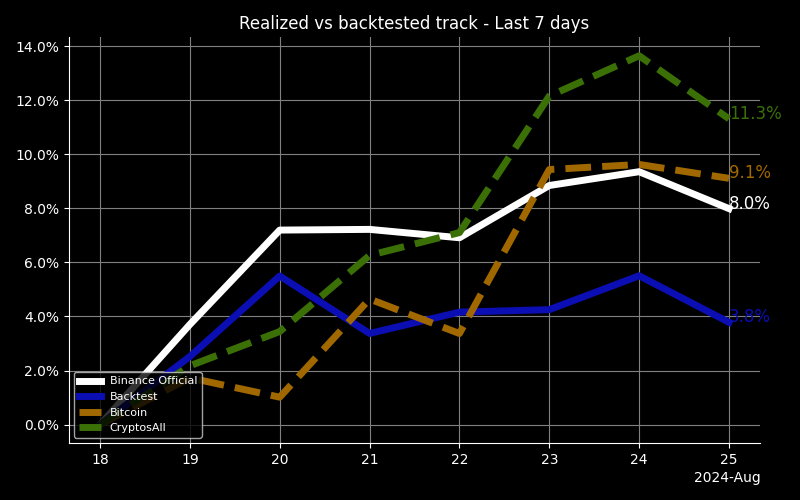 Realized vs backtested track - Last 7 days
14.0%
12.0%
10.0%
8.0%
6.0%
4.0%
2.0%
0.0%
11.3%
9.1%
8.0%
3.8%
Binance Official
Backtest
Bitcoin
CryptosAll
18 19 20 21 22 23 24 25
2024-Aug